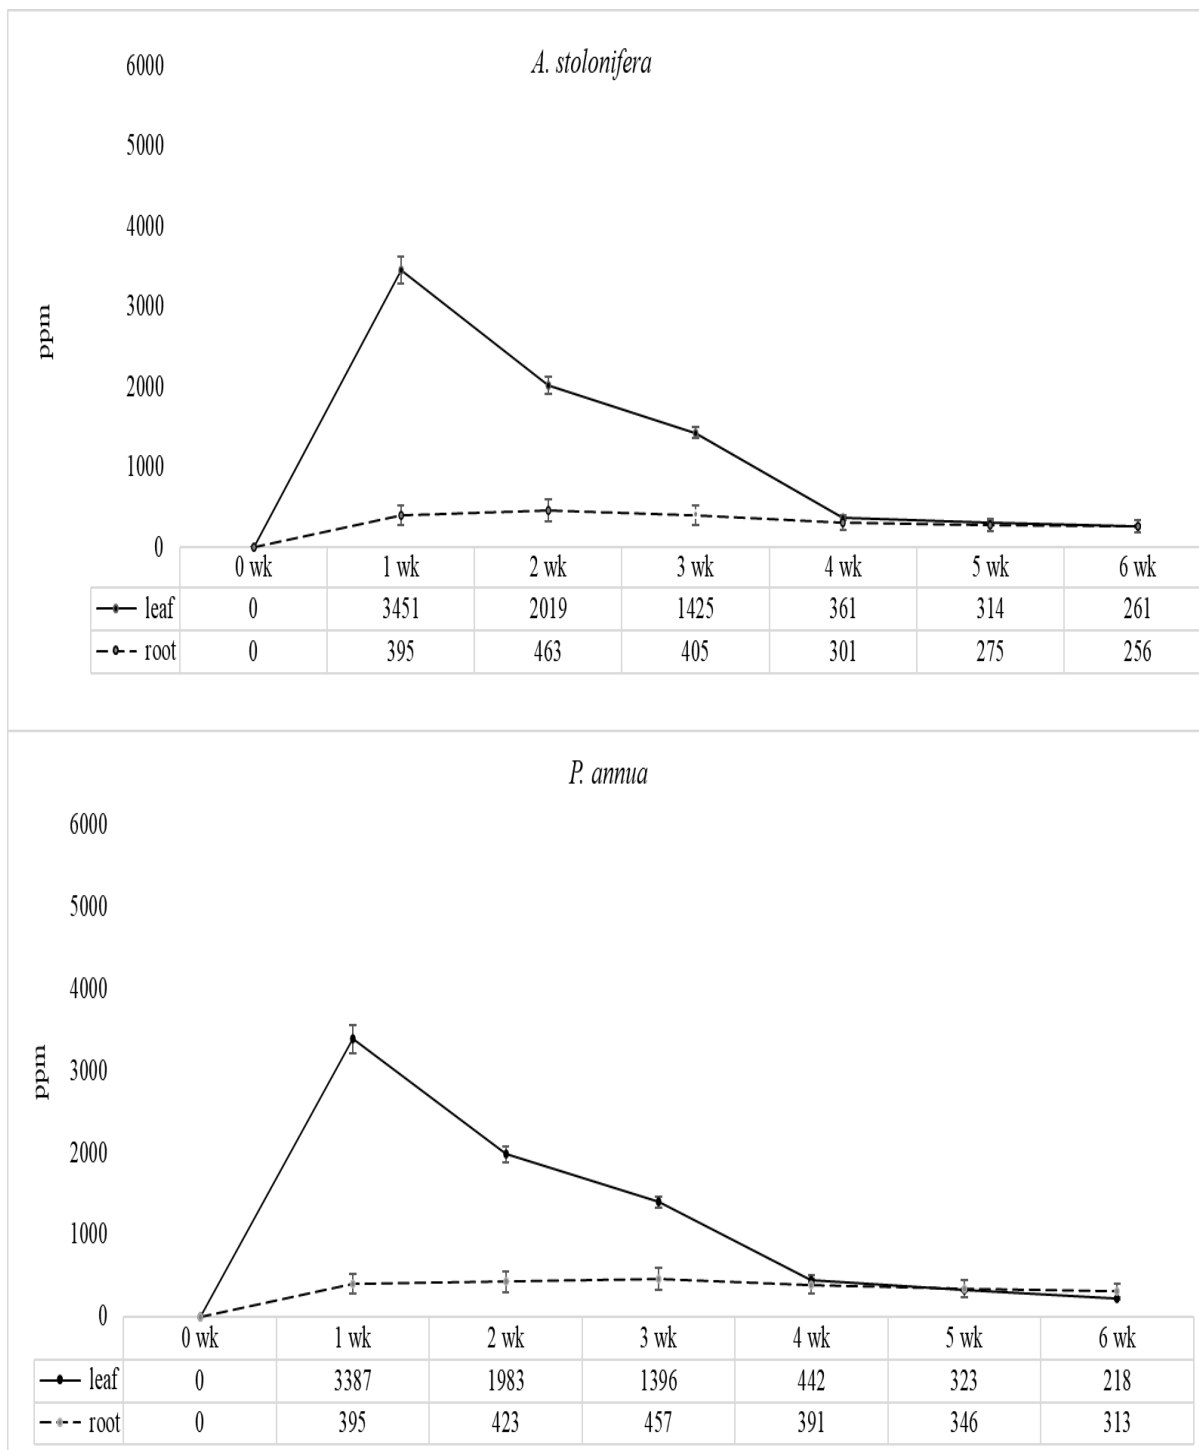 A. stolonifera
6000
5000
4000
3000
2000
1000
0
ppm
0 wk 1 wk 2 wk 3 wk 4 wk 5 wk 6 wk
leaf 0 3451 2019 1425 361 314 261
root 0 395 463 405 301 275 256
P. annua
6000
5000
4000
3000
2000
1000
0
ppm
0 wk 1 wk 2 wk 3 wk 4 wk 5 wk 6 wk
leaf 0 3387 1983 1396 442 323 218
root 0 395 423 457 391 346 313